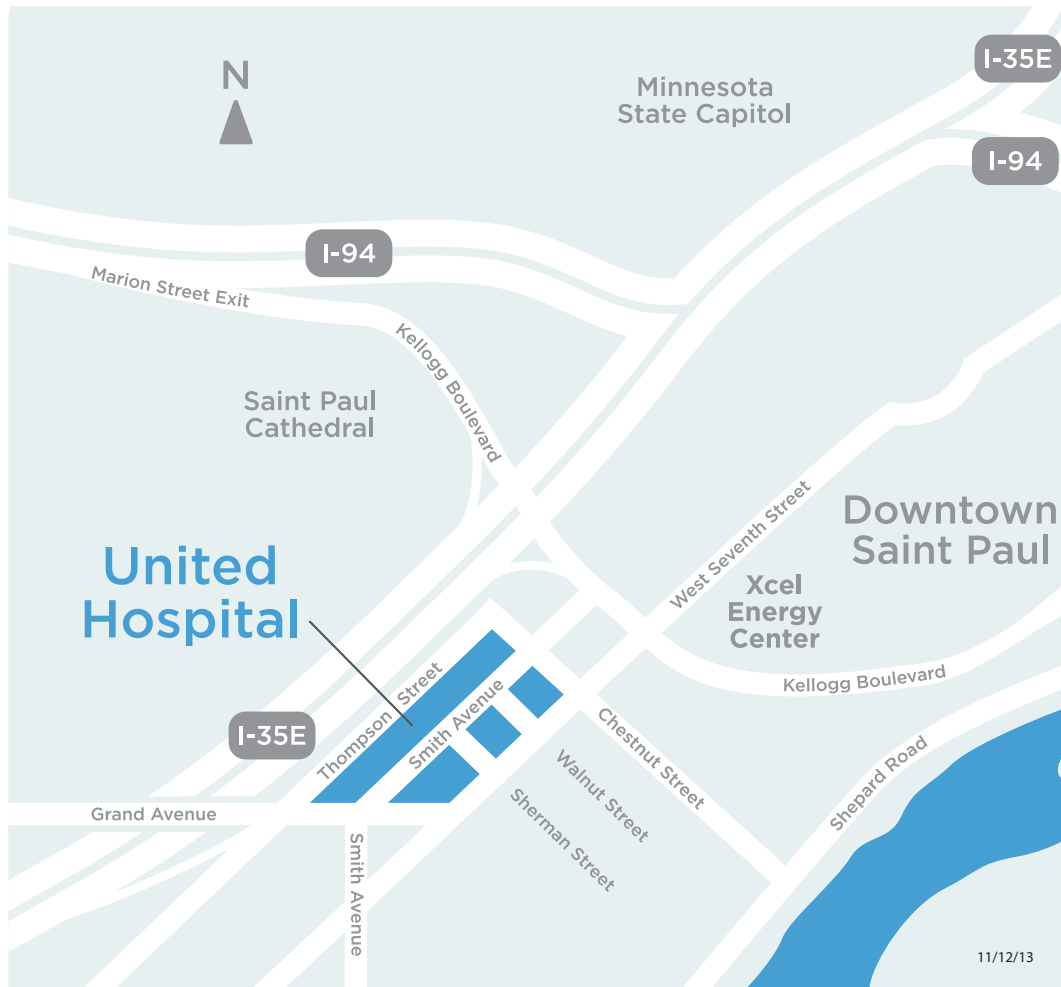 I-35E
N
Minnesota
State Capitol
I-94
I-94
Marion Street Exit
Kellogg Boulevard
Saint Paul
Cathedral
West Seventh Street
Downtown
Saint Paul
United
Hospital
Xcel
Energy
Center
Kellogg Boulevard
Thompson Street
Smith Avenue
I-35E
Chestnut Street
Walnut Street
Sherman Street
Shepard Road
Grand Avenue
Smith Avenue
11/12/13